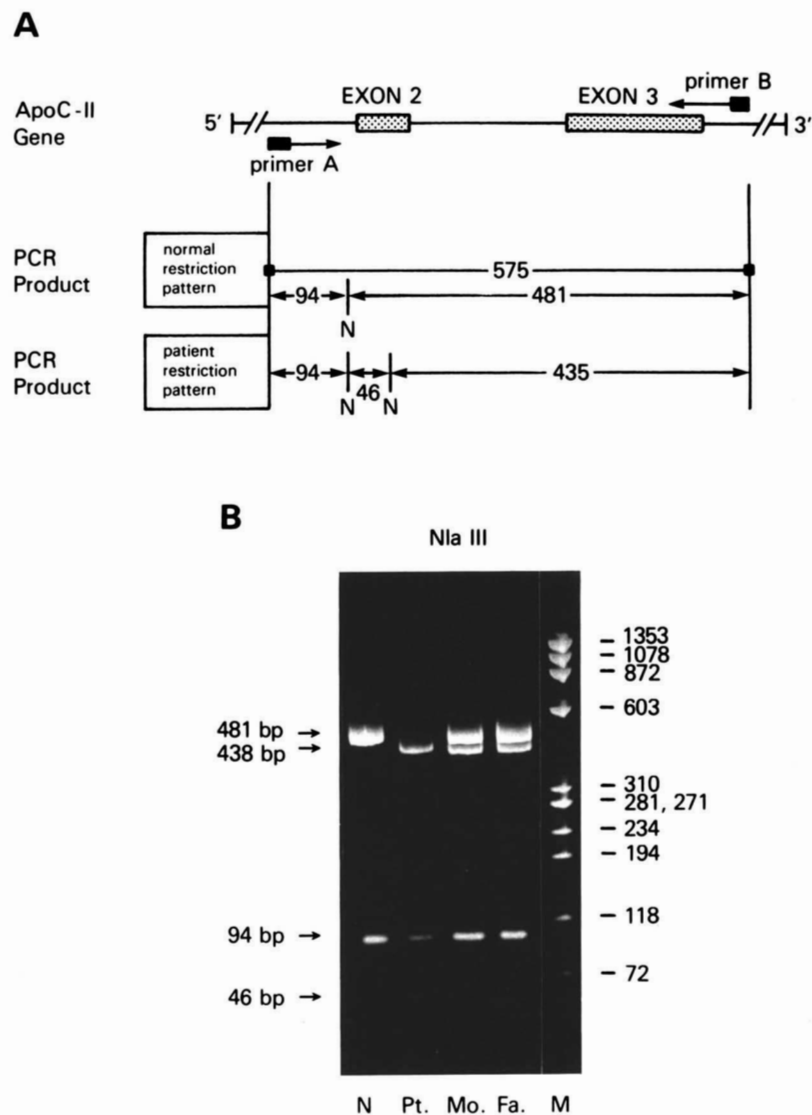 A
ApoC-II
Gene
5'
EXON 2
EXON 3
primer B
3'
primer A
PCR
Product
normal
restriction
pattern
575
94
481
N
PCR
Product
patient
restriction
pattern
94
46
435
N
N
B
Nla III
481 bp
438 bp
94 bp
46 bp
1353
1078
872
603
310
281, 271
234
194
118
72
N Pt. Mo. Fa. M